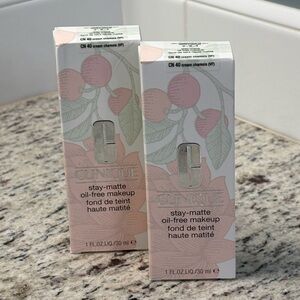 CN 40 cream chamois (VF)
CLINIQUE
stay-matte
oil-free makeup
fond de teint
haute matité
1 FL.OZ.LIQ./30 ml ℮
CN 40 cream chamois (VF)
CLINIQUE
stay-matte
oil-free makeup
fond de teint
haute matité
1 FL.OZ.LIQ./30 ml ℮